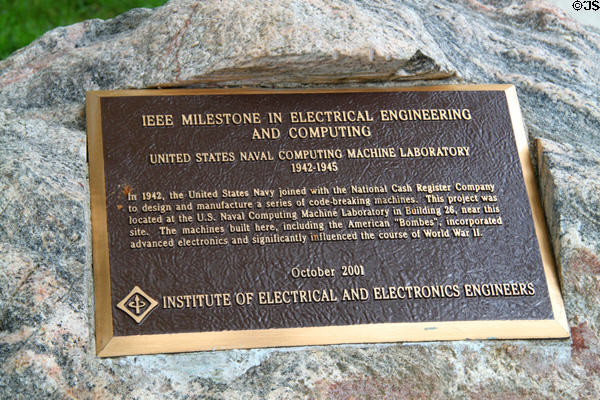 ©JS
IEEE MILESTONE IN ELECTRICAL ENGINEERING
AND COMPUTING
UNITED STATES NAVAL COMPUTING MACHINE LABORATORY
1942-1945
In 1942, the United States Navy joined with the National Cash Register Company
to design and manufacture a series of code-breaking machines. This project was
located at the U.S. Naval Computing Machine Laboratory in Building 26, near this
site. The machines built here, including the American "Bombes", incorporated
advanced electronics and significantly influenced the course of World War II.
October 2001
INSTITUTE OF ELECTRICAL AND ELECTRONICS ENGINEERS